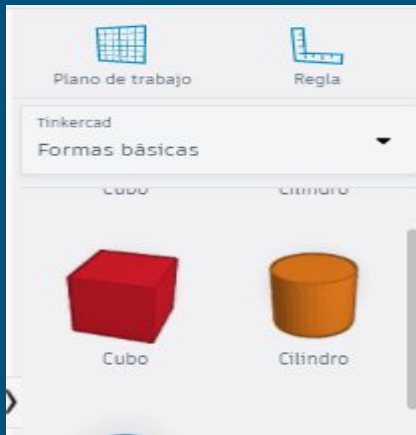 Plano de trabajo
Regla
Tinkercad
Formas básicas
Cubo
Cilindro
Cubo
Cilindro